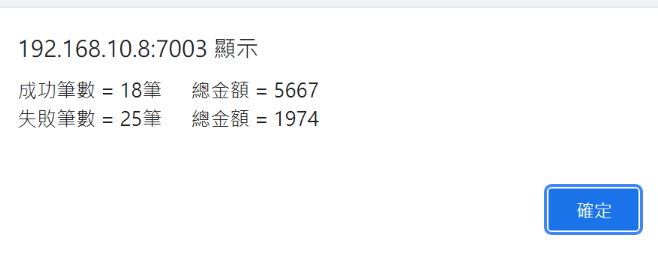 192.168.10.8:7003 顯示
成功筆數 = 18筆 總金額 = 5667
失敗筆數 = 25筆 總金額 = 1974
確定